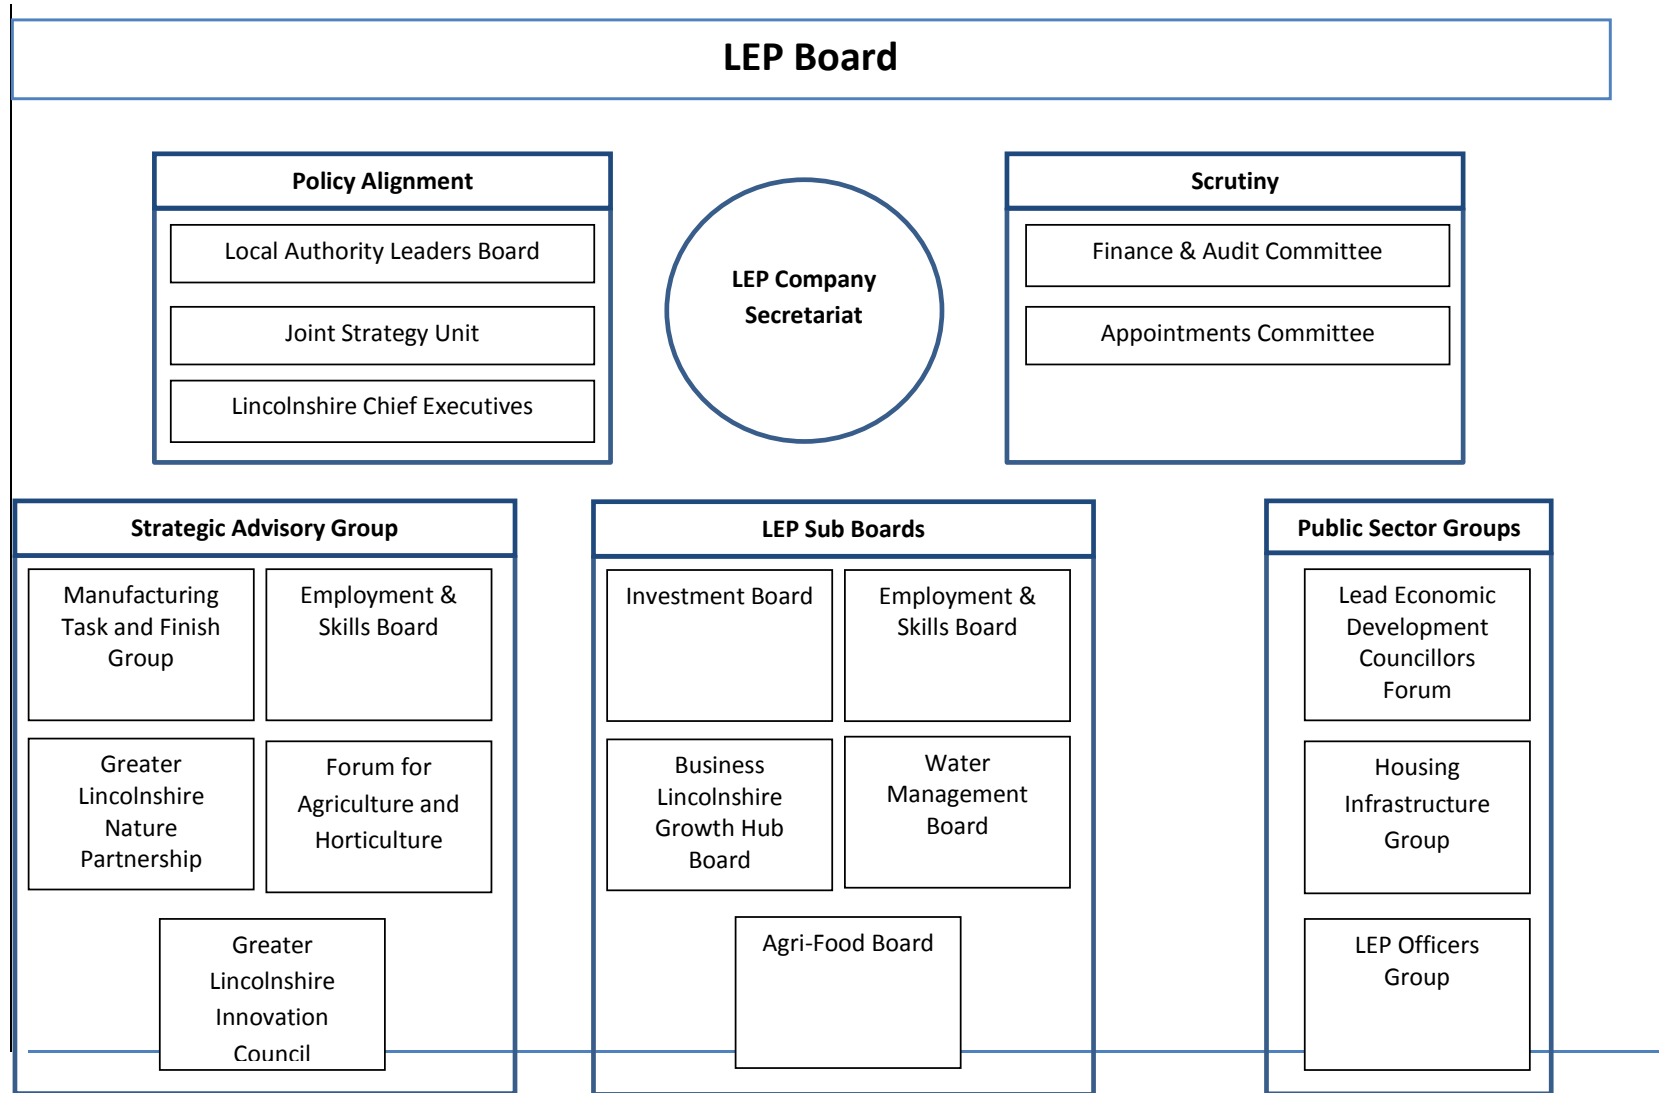 LEP Board
Policy Alignment
Local Authority Leaders Board
Joint Strategy Unit
Lincolnshire Chief Executives
LEP Company
Secretariat
Scrutiny
Finance & Audit Committee
Appointments Committee
Strategic Advisory Group
Manufacturing
Task and Finish
Group
Employment &
Skills Board
Greater
Lincolnshire
Nature
Partnership
Forum for
Agriculture and
Horticulture
Greater
Lincolnshire
Innovation
Council
LEP Sub Boards
Investment Board
Employment &
Skills Board
Business
Lincolnshire
Growth Hub
Board
Water
Management
Board
Agri-Food Board
Public Sector Groups
Lead Economic
Development
Councillors
Forum
Housing
Infrastructure
Group
LEP Officers
Group